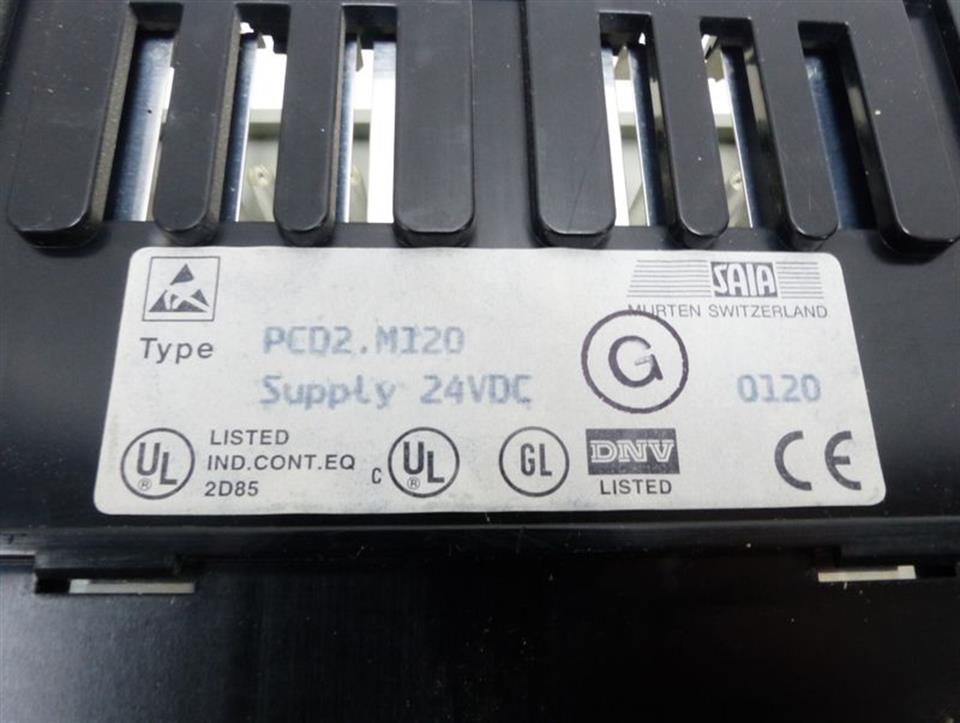 SAIA
MURTEN SWITZERLAND
Type PCD2.M120
G
Supply 24VDC
0120
UL
®
LISTED
IND.CONT.EQ
2D85
C UL
®
GL
DNV
LISTED
CE